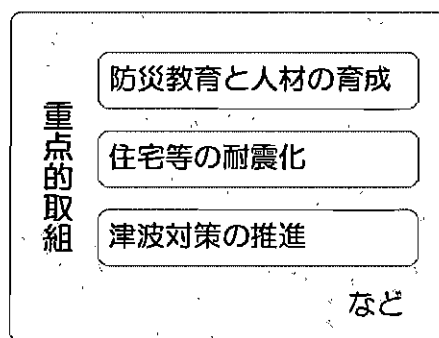 重点的取組
防災教育と人材の育成
住宅等の耐震化
津波対策の推進
など